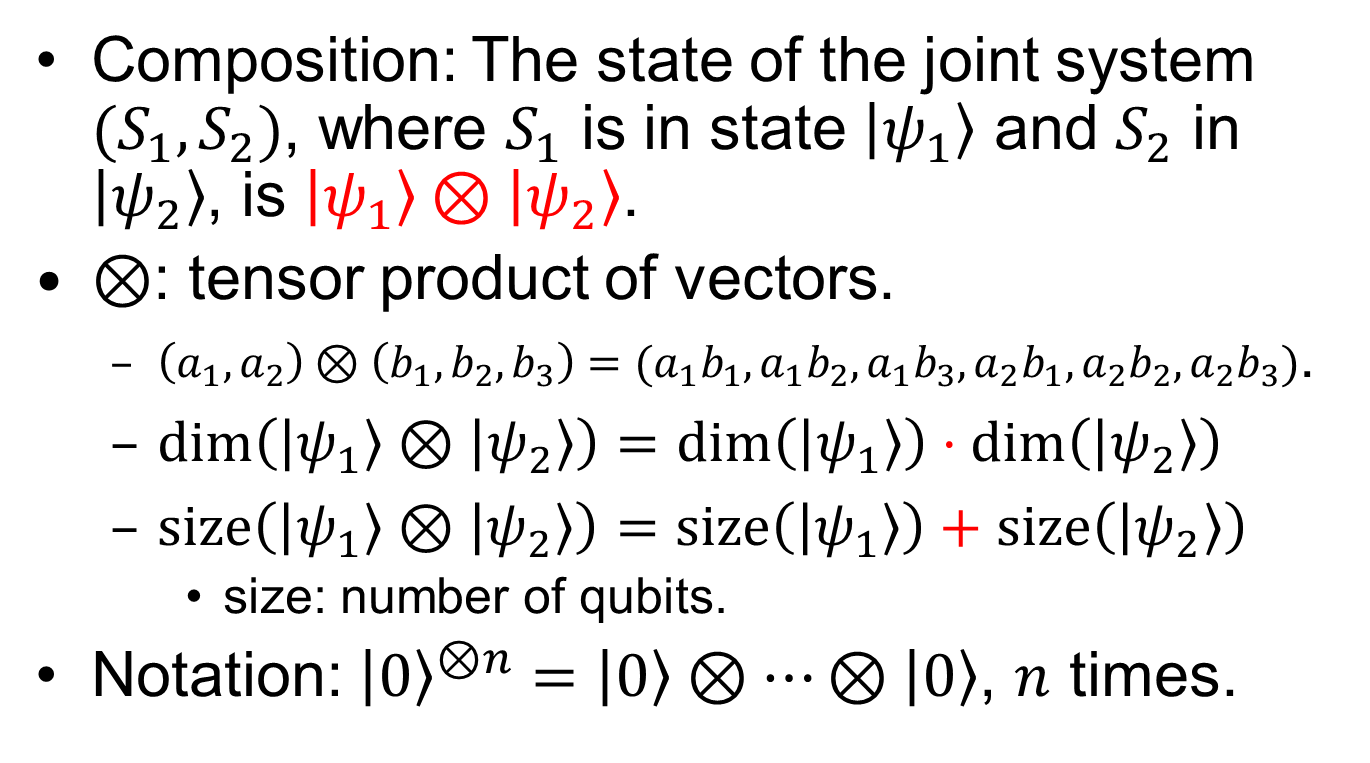 • Composition: The state of the joint system
(𝑆₁, 𝑆₂), where 𝑆₁ is in state |𝜓₁⟩ and 𝑆₂ in
|𝜓₂⟩, is |𝜓₁⟩ ⊗ |𝜓₂⟩.
• ⊗: tensor product of vectors.
– (𝑎₁, 𝑎₂) ⊗ (𝑏₁, 𝑏₂, 𝑏₃) = (𝑎₁𝑏₁, 𝑎₁𝑏₂, 𝑎₁𝑏₃, 𝑎₂𝑏₁, 𝑎₂𝑏₂, 𝑎₂𝑏₃).
– dim(|𝜓₁⟩ ⊗ |𝜓₂⟩) = dim(|𝜓₁⟩) · dim(|𝜓₂⟩)
– size(|𝜓₁⟩ ⊗ |𝜓₂⟩) = size(|𝜓₁⟩) + size(|𝜓₂⟩)
• size: number of qubits.
• Notation: |0⟩^{⊗𝑛} = |0⟩ ⊗ ⋯ ⊗ |0⟩, 𝑛 times.